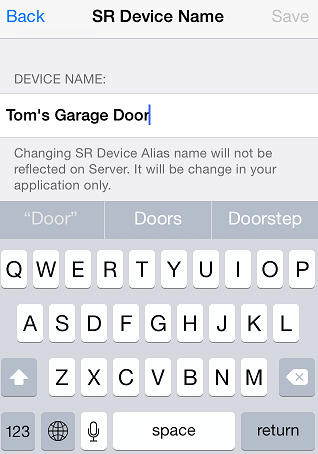 Back SR Device Name Save
DEVICE NAME:
Tom's Garage Door
Changing SR Device Alias name will not be
reflected on Server. It will be change in your
application only.
“Door” Doors Doorstep
Q W E R T Y U I O P
A S D F G H J K L
Z X C V B N M
123 space return